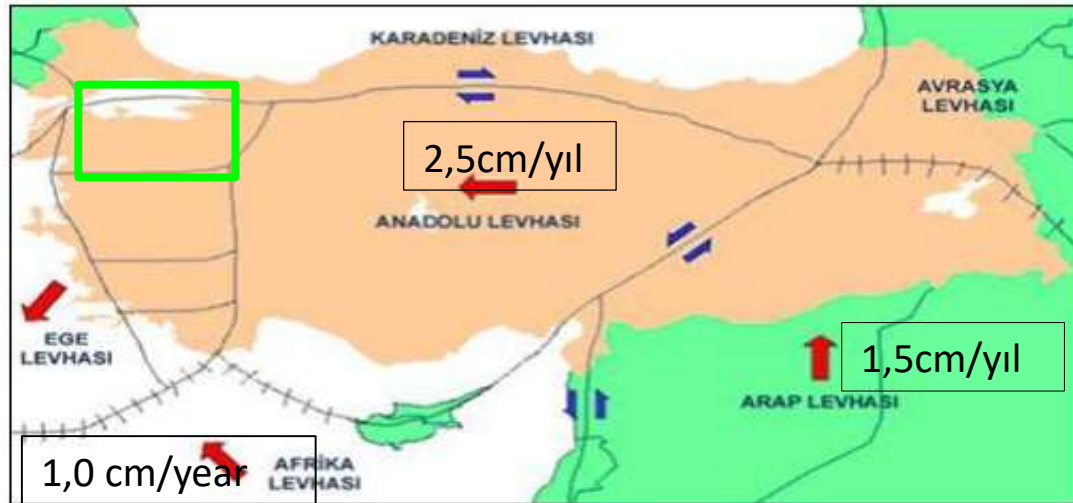 KARADENİZ LEVHASI
AVRASYA
LEVHASI
2,5cm/yıl
ANADOLU LEVHASI
EGE
LEVHASI
1,5cm/yıl
ARAP LEVHASI
1,0 cm/year
AFRİKA
LEVHASI